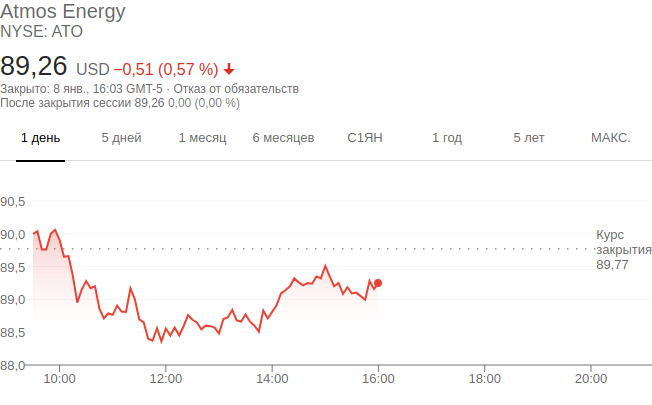 Atmos Energy
NYSE: ATO
89,26 USD −0,51 (0,57 %)
Закрыто: 8 янв., 16:03 GMT-5 · Отказ от обязательств
После закрытия сессии 89,26 0,00 (0,00 %)
1 день 5 дней 1 месяц 6 месяцев С1ЯН 1 год 5 лет МАКС.
90,5
90,0
Курс
закрытия
89,77
89,5
89,0
88,5
88,0
10:00 12:00 14:00 16:00 18:00 20:00